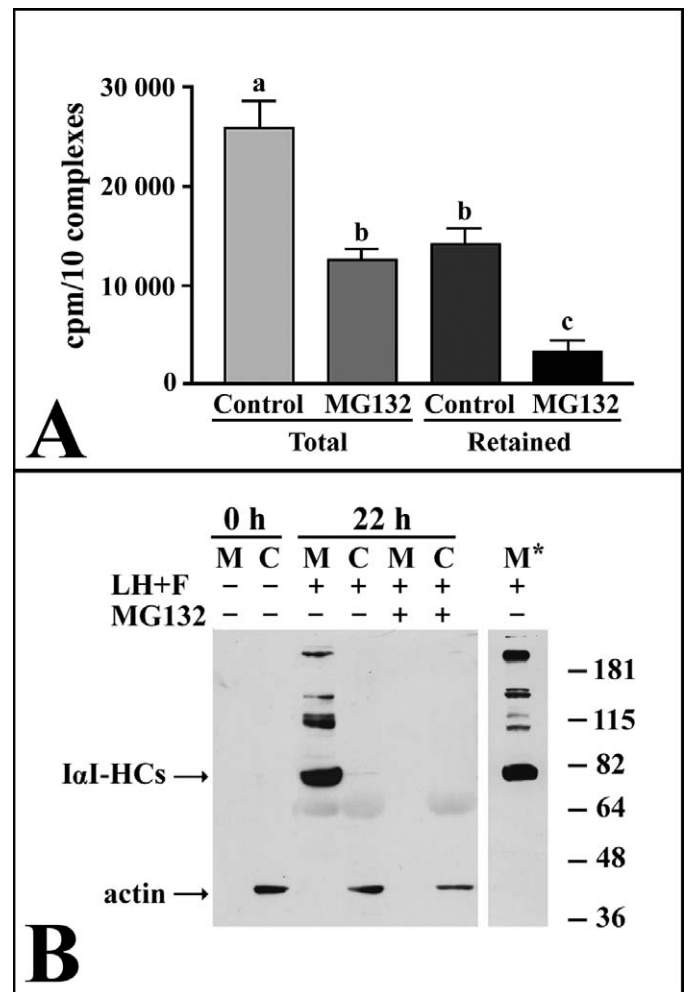 30 000
20 000
10 000
0
cpm/10 complexes
a
b
b
c
Control MG132 Control MG132
Total Retained
A
0 h 22 h
M C M C M C M*
LH+F – – + + + + +
MG132 – – – – + + –
– 181
– 115
IαI-HCs → – 82
– 64
– 48
actin →
– 36
B